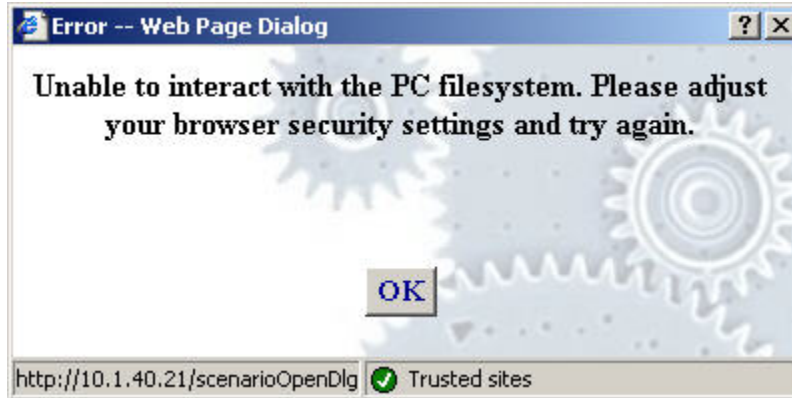 Error -- Web Page Dialog
Unable to interact with the PC filesystem. Please adjust
your browser security settings and try again.
OK
http://10.1.40.21/scenarioOpenDlg Trusted sites